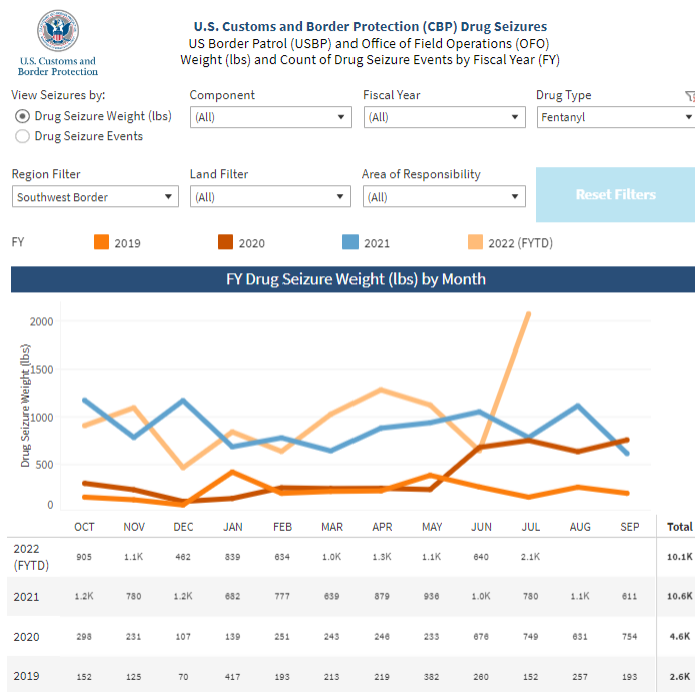 U.S. Customs and Border Protection (CBP) Drug Seizures
US Border Patrol (USBP) and Office of Field Operations (OFO)
Weight (lbs) and Count of Drug Seizure Events by Fiscal Year (FY)
U.S. Customs and
Border Protection
View Seizures by:
Drug Seizure Weight (lbs)
Drug Seizure Events
Component
(All)
Fiscal Year
(All)
Drug Type
Fentanyl
Region Filter
Southwest Border
Land Filter
(All)
Area of Responsibility
(All)
Reset Filters
FY 2019 2020 2021 2022 (FYTD)
FY Drug Seizure Weight (lbs) by Month
Drug Seizure Weight (lbs)
2000
1500
1000
500
0
OCT NOV DEC JAN FEB MAR APR MAY JUN JUL AUG SEP Total
2022
(FYTD)
905 1.1K 462 839 634 1.0K 1.3K 1.1K 640 2.1K 10.1K
2021 1.2K 780 1.2K 682 777 639 879 936 1.0K 780 1.1K 611 10.6K
2020 298 231 107 139 251 243 246 233 676 749 631 754 4.6K
2019 152 125 70 417 193 213 219 382 260 152 257 193 2.6K